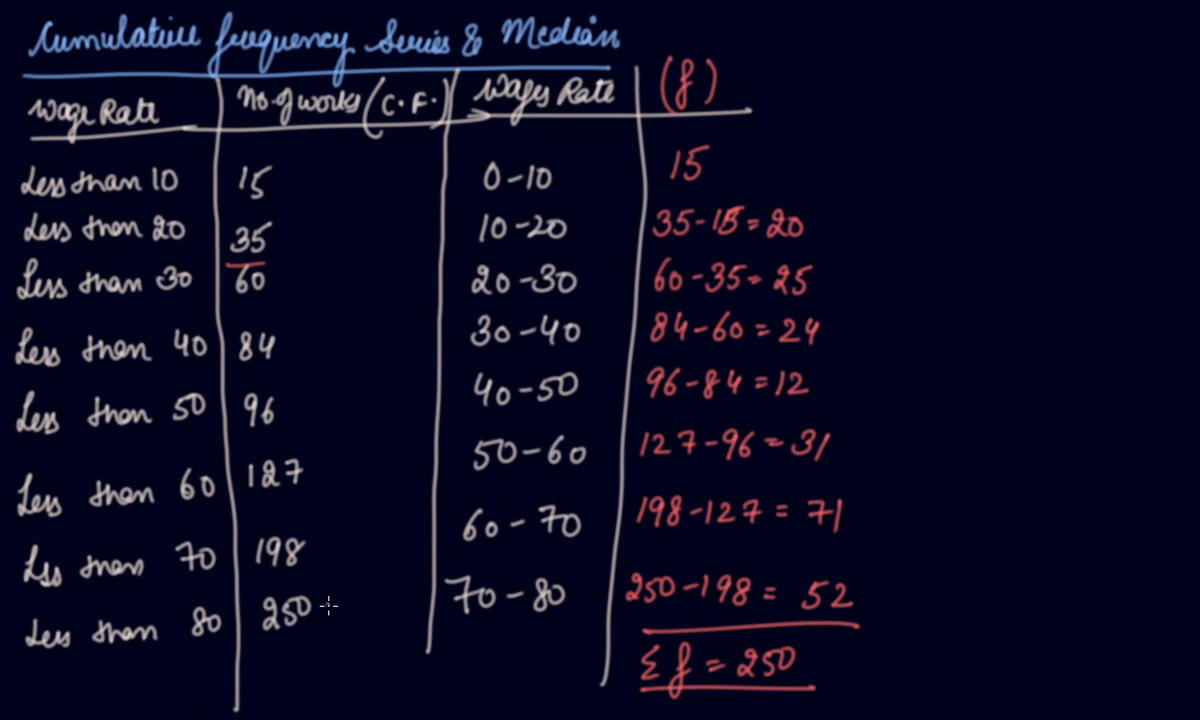 Cumulative frequency Series & Median
Wage Rate No. of works (C.F.) Wages Rate (f)
Less than 10 15 0-10 15
Less than 20 35 10-20 35-15=20
Less than 30 60 20-30 60-35=25
Less than 40 84 30-40 84-60=24
Less than 50 96 40-50 96-84=12
Less than 60 127 50-60 127-96=31
Less than 70 198 60-70 198-127=71
Less than 80 250 70-80 250-198=52
Σf=250